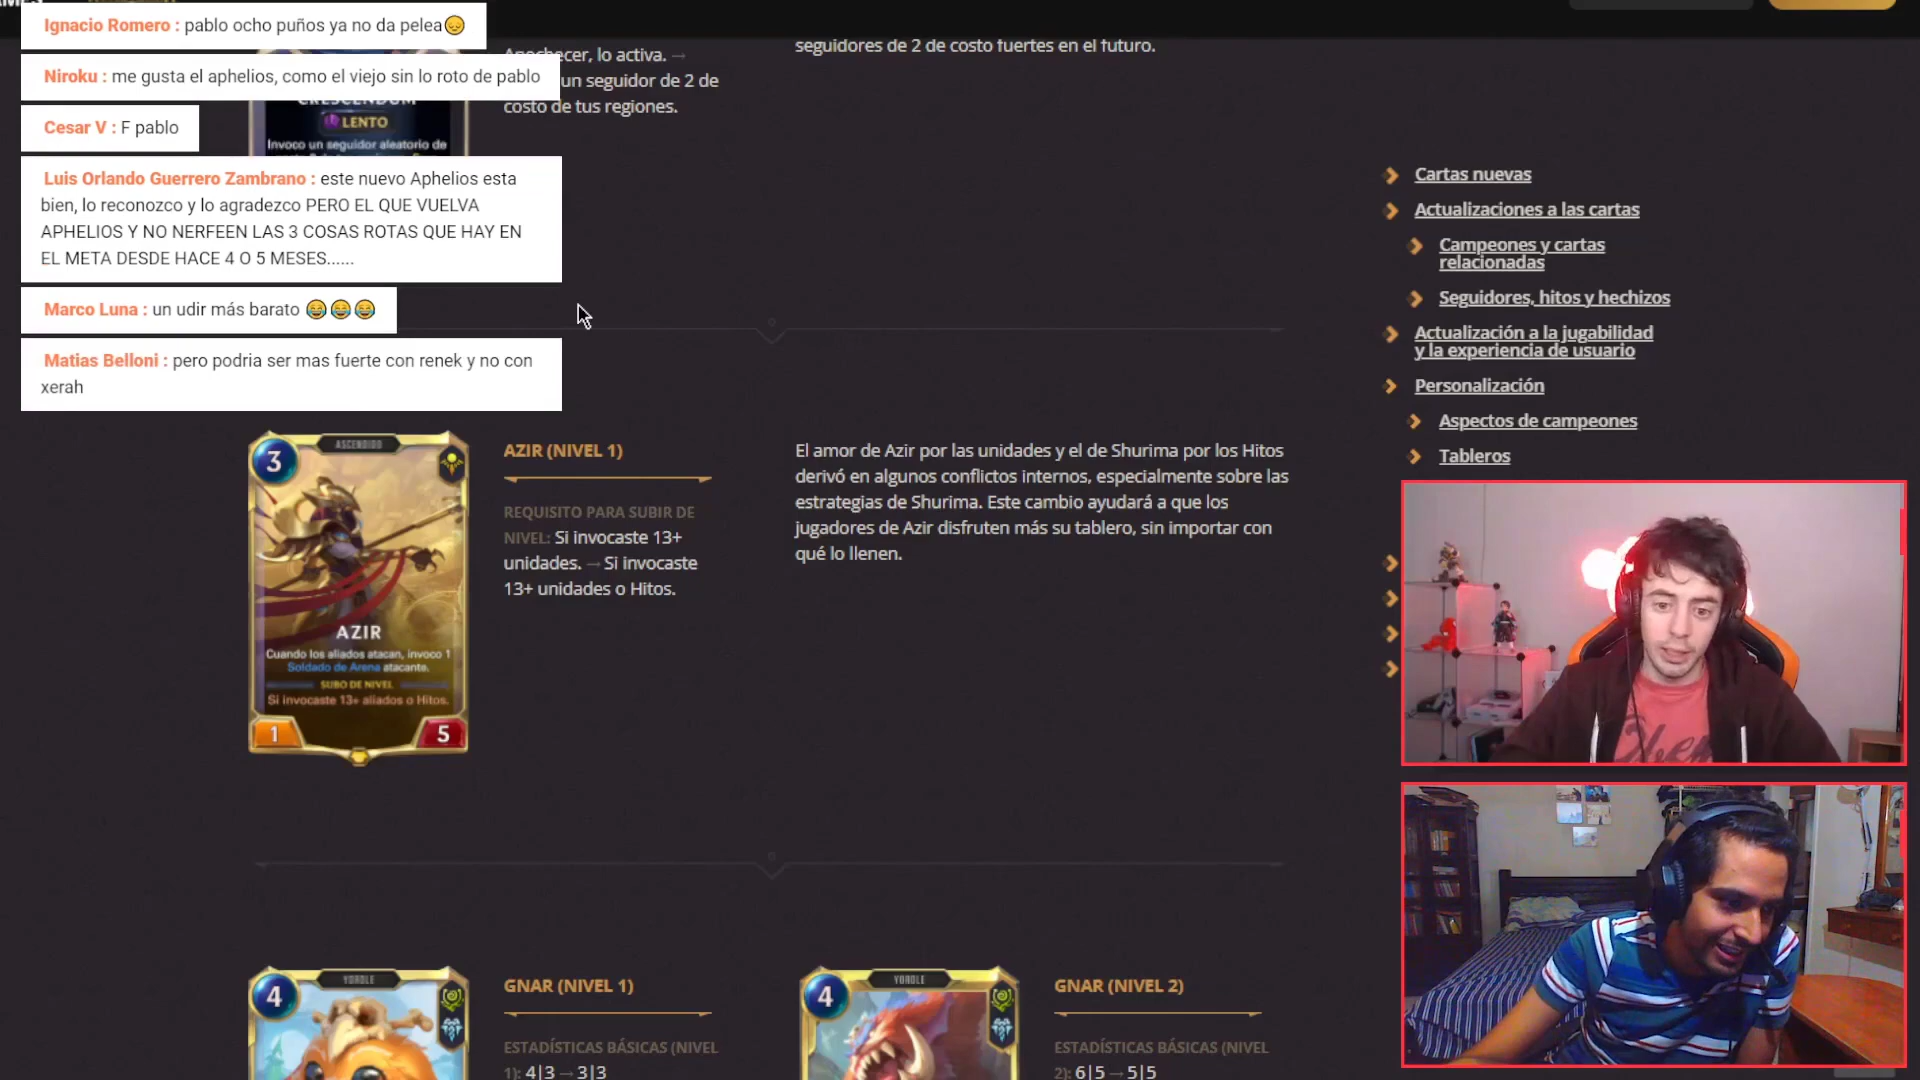 Ignacio Romero : pablo ocho puños ya no da pelea😔
Niroku : me gusta el aphelios, como el viejo sin lo roto de pablo
Cesar V : F pablo
Luis Orlando Guerrero Zambrano : este nuevo Aphelios esta
bien, lo reconozco y lo agradezco PERO EL QUE VUELVA
APHELIOS Y NO NERFEEN LAS 3 COSAS ROTAS QUE HAY EN
EL META DESDE HACE 4 O 5 MESES......
Marco Luna : un udir más barato 😂😂😂
Matias Belloni : pero podria ser mas fuerte con renek y no con
xerah
lo activa. →
un seguidor de 2 de
costo de tus regiones.
seguidores de 2 de costo fuertes en el futuro.
CRESCENDUM
LENTO
Invoco un seguidor aleatorio de
Cartas nuevas
Actualizaciones a las cartas
Campeones y cartas
relacionadas
Seguidores, hitos y hechizos
Actualización a la jugabilidad
y la experiencia de usuario
Personalización
Aspectos de campeones
Tableros
3
ASCENDIDO
AZIR
Cuando los aliados atacan, invoco 1
Soldado de Arena atacante.
SUBO DE NIVEL
Si invocaste 13+ aliados o Hitos.
1
5
AZIR (NIVEL 1)
REQUISITO PARA SUBIR DE
NIVEL: Si invocaste 13+
unidades. → Si invocaste
13+ unidades o Hitos.
El amor de Azir por las unidades y el de Shurima por los Hitos
derivó en algunos conflictos internos, especialmente sobre las
estrategias de Shurima. Este cambio ayudará a que los
jugadores de Azir disfruten más su tablero, sin importar con
qué lo llenen.
4
YORDLE
GNAR (NIVEL 1)
ESTADÍSTICAS BÁSICAS (NIVEL
1): 4|3 → 3|3
4
YORDLE
GNAR (NIVEL 2)
ESTADÍSTICAS BÁSICAS (NIVEL
2): 6|5 → 5|5